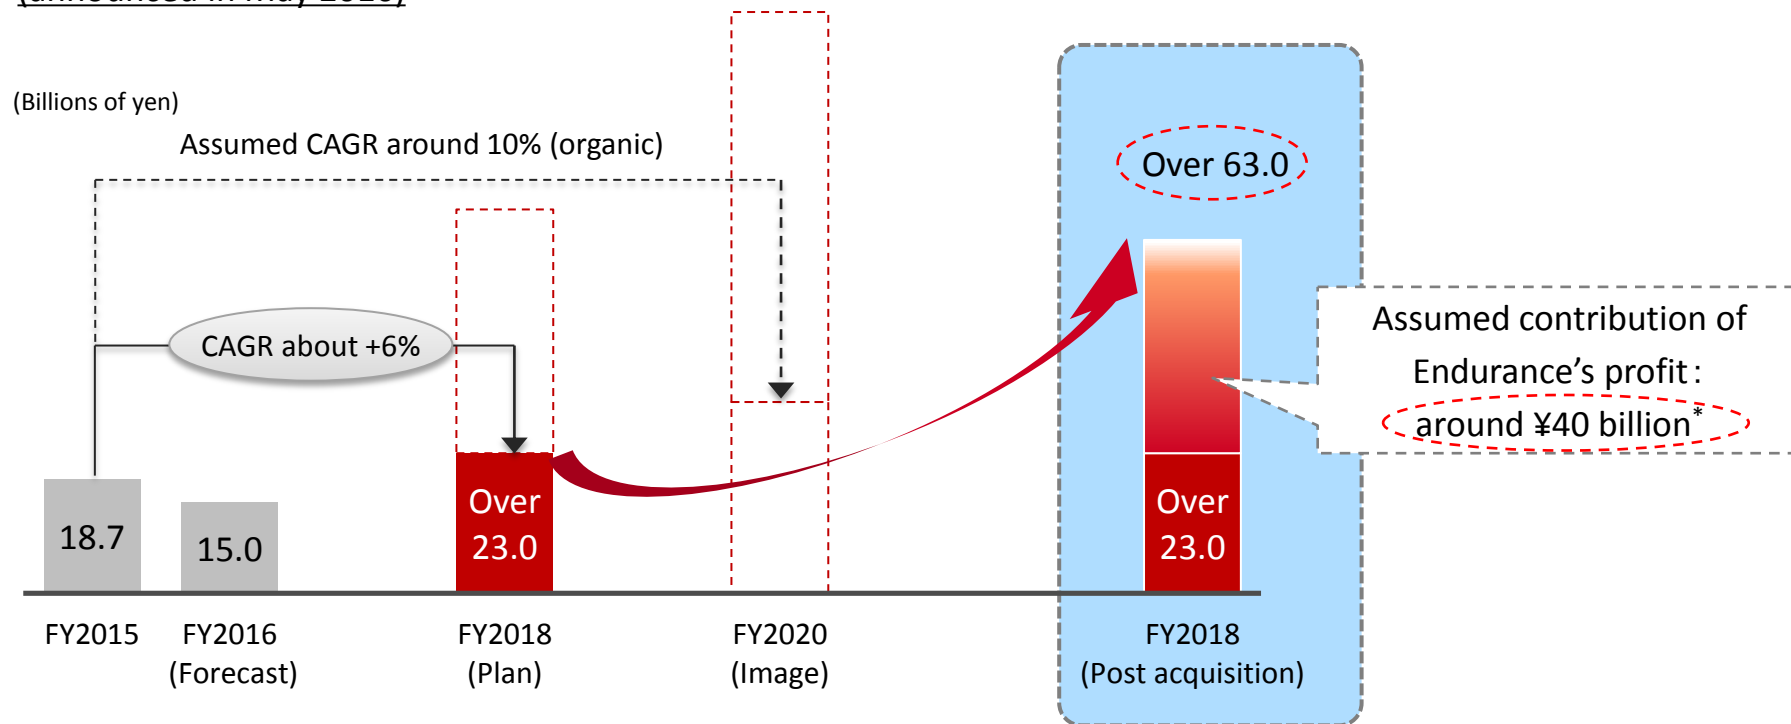 (Billions of yen)
Assumed CAGR around 10% (organic)
Over 63.0
CAGR about +6%
Assumed contribution of
Endurance's profit:
around ¥40 billion*
18.7
15.0
Over
23.0
Over
23.0
FY2015
FY2016
(Forecast)
FY2018
(Plan)
FY2020
(Image)
FY2018
(Post acquisition)